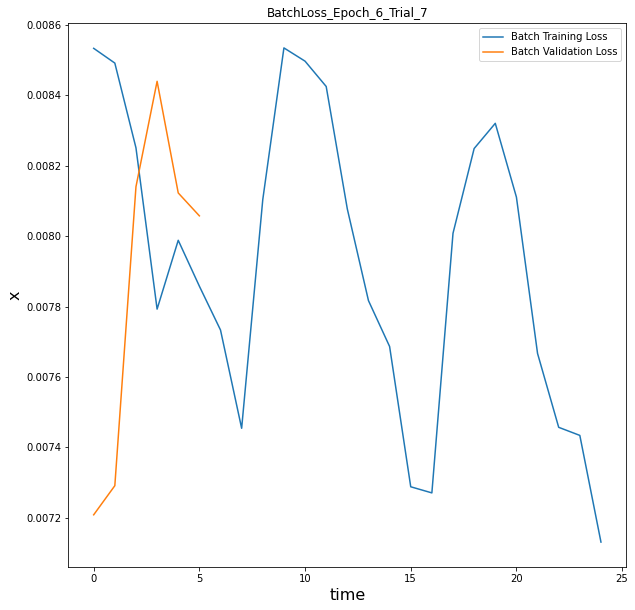 BatchLoss_Epoch_6_Trial_7
Batch Training Loss
Batch Validation Loss
0.0086
0.0084
0.0082
0.0080
0.0078
0.0076
0.0074
0.0072
x
0 5 10 15 20 25
time